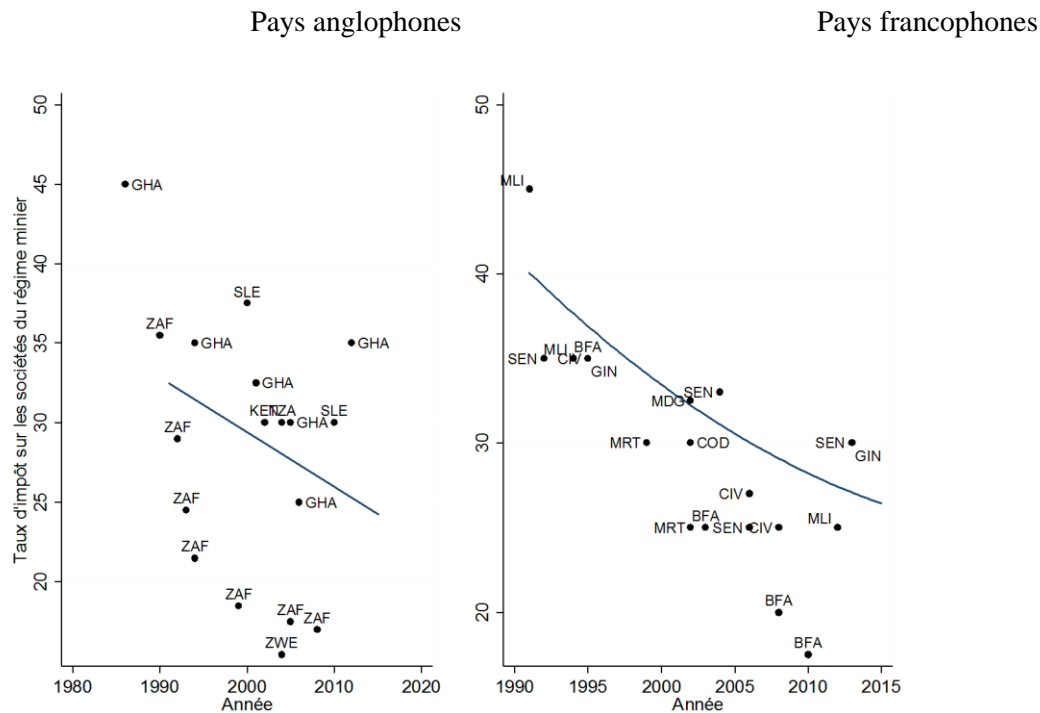 Pays anglophones
Pays francophones
Taux d'impôt sur les sociétés du régime minier
50
45
40
35
30
25
20
GHA
SLE
ZAF
GHA
GHA
GHA
KEN
TZA
GHA
SLE
ZAF
GHA
ZAF
ZAF
ZAF
ZAF
ZAF
ZWE
1980
1990
2000
2010
2020
Année
50
40
30
20
MLI
SEN
MLI
CIV
BFA
GIN
MDG
SEN
MRT
COD
SEN
GIN
CIV
MRT
BFA
SEN
CIV
MLI
BFA
BFA
1990
1995
2000
2005
2010
2015
Année